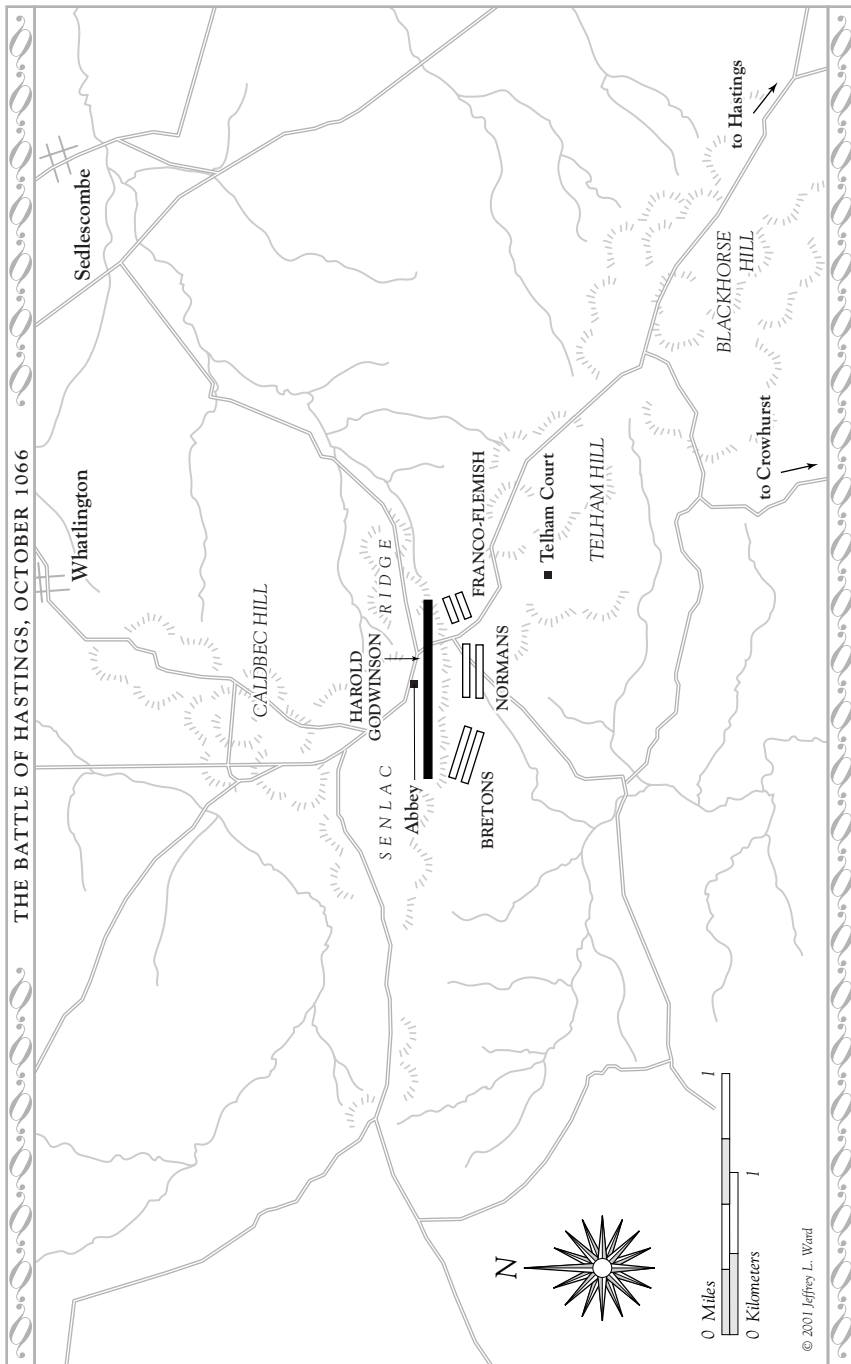 THE BATTLE OF HASTINGS, OCTOBER 1066
Whatlington
Sedlescombe
CALDBEC HILL
HAROLD
GODWINSON
SENLAC RIDGE
Abbey
BRETONS
NORMANS
FRANCO-FLEMISH
Telham Court
TELHAM HILL
BLACKHORSE
HILL
to Hastings
to Crowhurst
N
0 Miles 1
0 Kilometers 1
© 2001 Jeffrey L. Ward